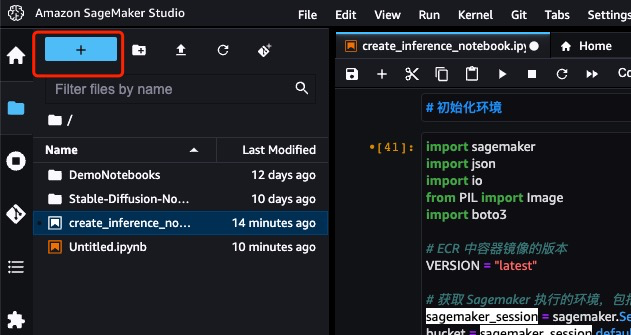 Amazon SageMaker Studio
File Edit View Run Kernel Git Tabs Settings
create_inference_notebook.ipy
Home
Filter files by name
/
Name Last Modified
DemoNotebooks 12 days ago
Stable-Diffusion-No... 10 days ago
create_inference_no... 14 minutes ago
Untitled.ipynb 10 minutes ago
Code
# 初始化环境
[41]:
import sagemaker
import json
import io
from PIL import Image
import boto3
# ECR 中容器镜像的版本
VERSION = "latest"
# 获取 Sagemaker 执行的环境，包括
sagemaker_session = sagemaker.Se
bucket = sagemaker_session.defau